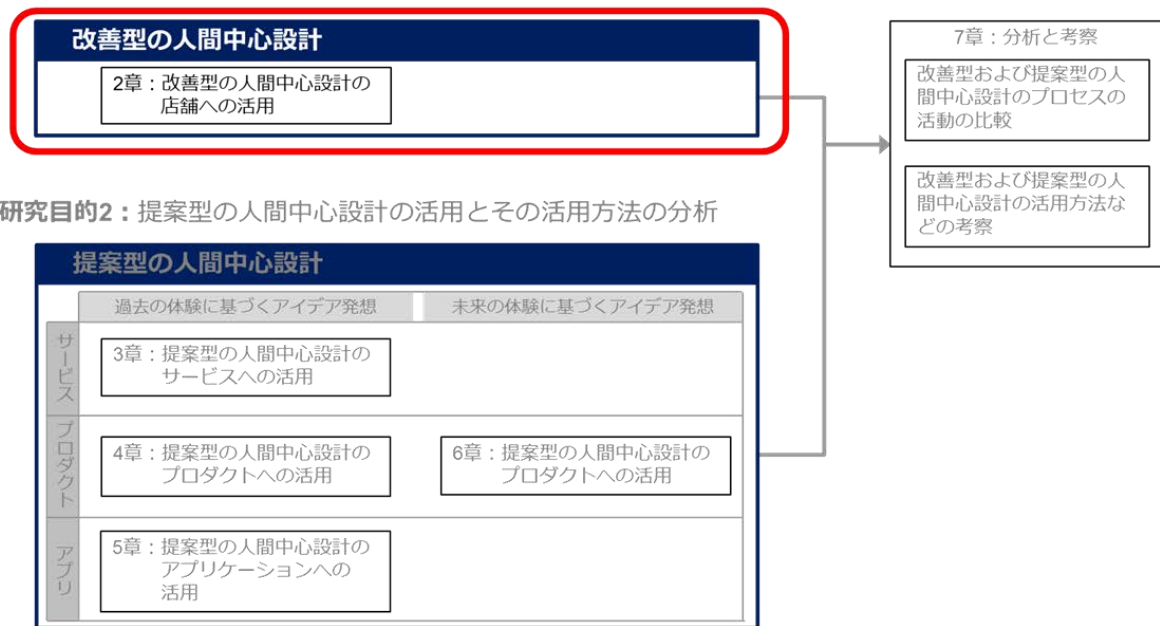 改善型の人間中心設計
2章：改善型の人間中心設計の
店舗への活用
研究目的2：提案型の人間中心設計の活用とその活用方法の分析
提案型の人間中心設計
過去の体験に基づくアイデア発想
未来の体験に基づくアイデア発想
サービス
3章：提案型の人間中心設計の
サービスへの活用
プロダクト
4章：提案型の人間中心設計の
プロダクトへの活用
6章：提案型の人間中心設計の
プロダクトへの活用
アプリ
5章：提案型の人間中心設計の
アプリケーションへの
活用
7章：分析と考察
改善型および提案型の人
間中心設計のプロセスの
活動の比較
改善型および提案型の人
間中心設計の活用方法な
どの考察